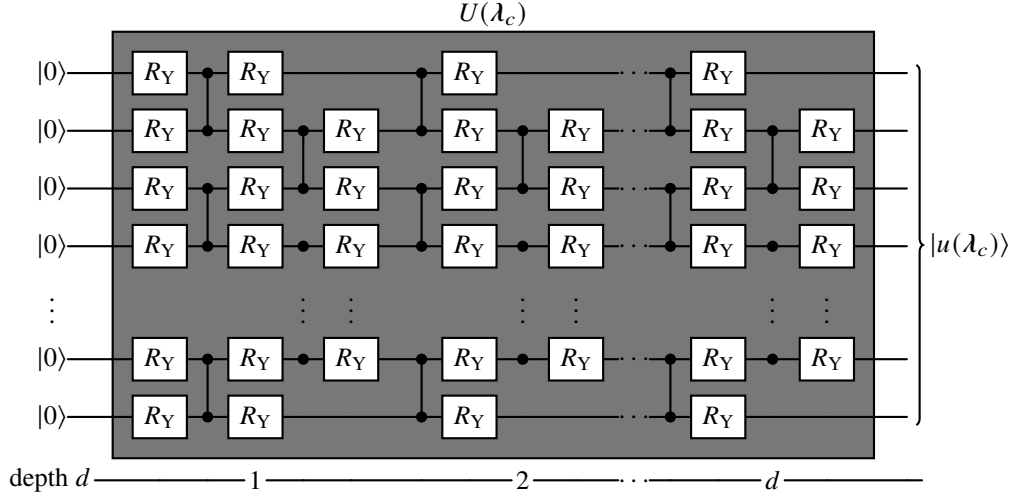 U(λ_c)
|0⟩ R_Y R_Y R_Y · · · R_Y
|0⟩ R_Y R_Y R_Y R_Y R_Y · · · R_Y R_Y
|0⟩ R_Y R_Y R_Y R_Y R_Y R_Y R_Y
|0⟩ R_Y R_Y R_Y R_Y R_Y · · · R_Y R_Y
|u(λ_c)⟩
⋮ ⋮ ⋮ ⋮ ⋮ ⋮ ⋮
|0⟩ R_Y R_Y R_Y R_Y R_Y · · · R_Y R_Y
|0⟩ R_Y R_Y R_Y · · · R_Y
depth d 1 2 · · · d